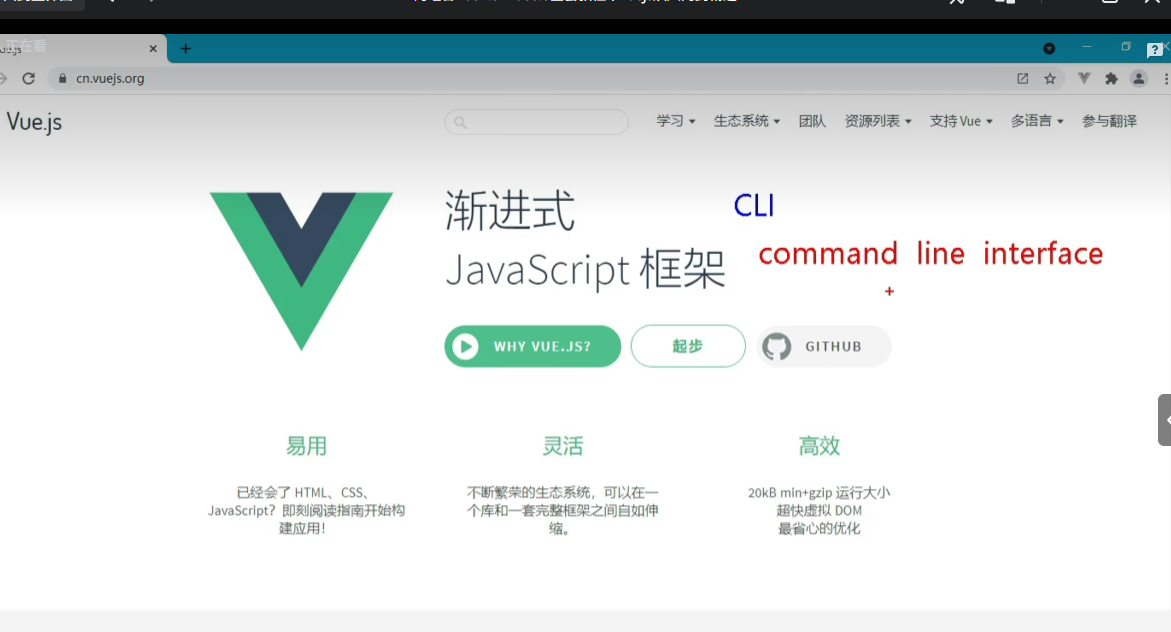 正在看
cn.vuejs.org
Vue.js
学习 生态系统 团队 资源列表 支持 Vue 多语言 参与翻译
渐进式
CLI
JavaScript 框架
command line interface
WHY VUE.JS?
起步
GITHUB
易用
灵活
高效
已经会了 HTML、CSS、
JavaScript？即刻阅读指南开始构
建应用！
不断繁荣的生态系统，可以在一
个库和一套完整框架之间自如伸
缩。
20kB min+gzip 运行大小
超快虚拟 DOM
最省心的优化